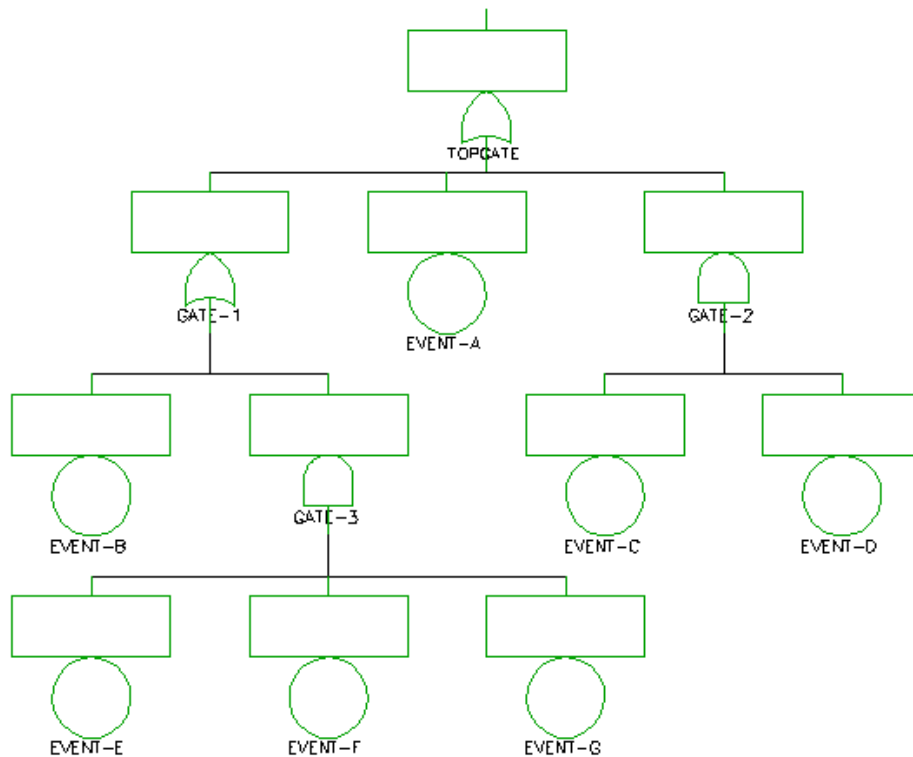 TOPGATE
GATE-1
EVENT-A
GATE-2
EVENT-B
GATE-3
EVENT-C
EVENT-D
EVENT-E
EVENT-F
EVENT-G